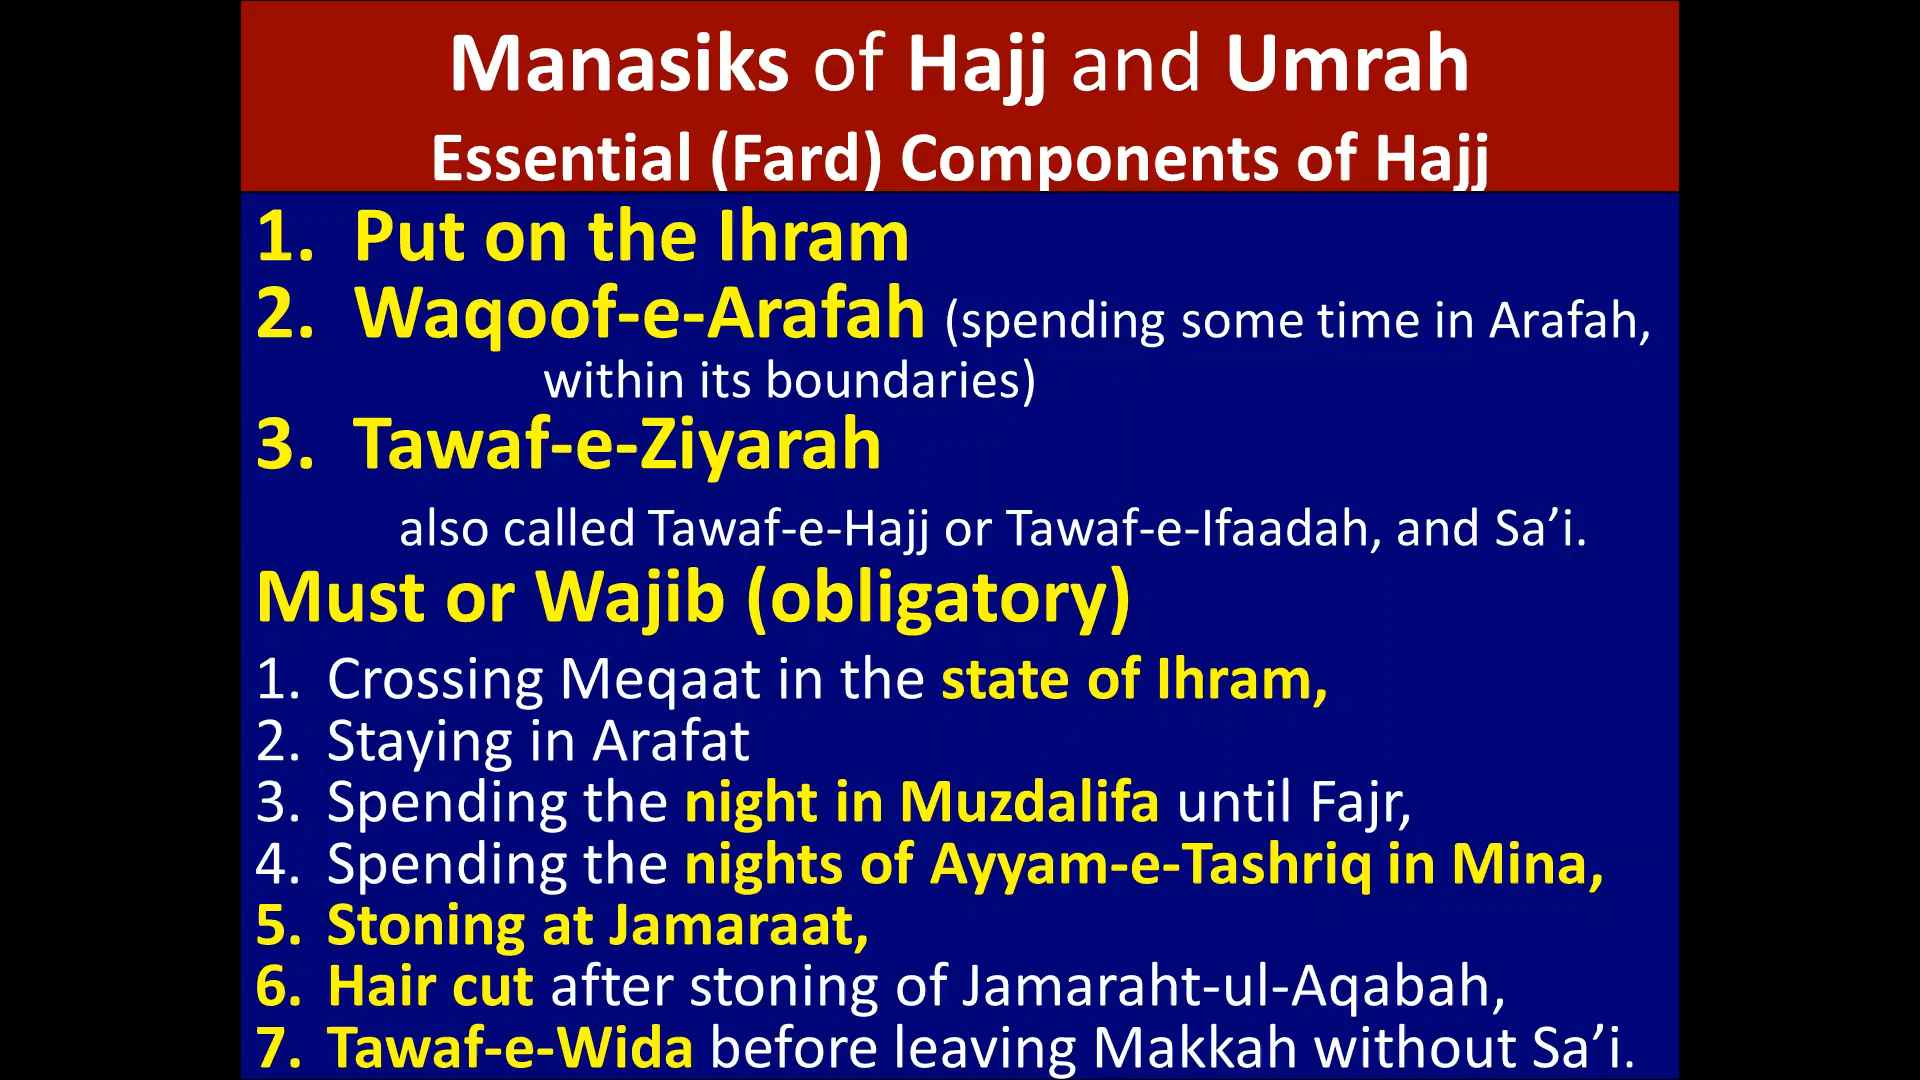 Manasiks of Hajj and Umrah
Essential (Fard) Components of Hajj
1. Put on the Ihram
2. Waqoof-e-Arafah (spending some time in Arafah,
within its boundaries)
3. Tawaf-e-Ziyarah
also called Tawaf-e-Hajj or Tawaf-e-Ifaadah, and Sa’i.
Must or Wajib (obligatory)
1. Crossing Meqaat in the state of Ihram,
2. Staying in Arafat
3. Spending the night in Muzdalifa until Fajr,
4. Spending the nights of Ayyam-e-Tashriq in Mina,
5. Stoning at Jamaraat,
6. Hair cut after stoning of Jamaraht-ul-Aqabah,
7. Tawaf-e-Wida before leaving Makkah without Sa’i.